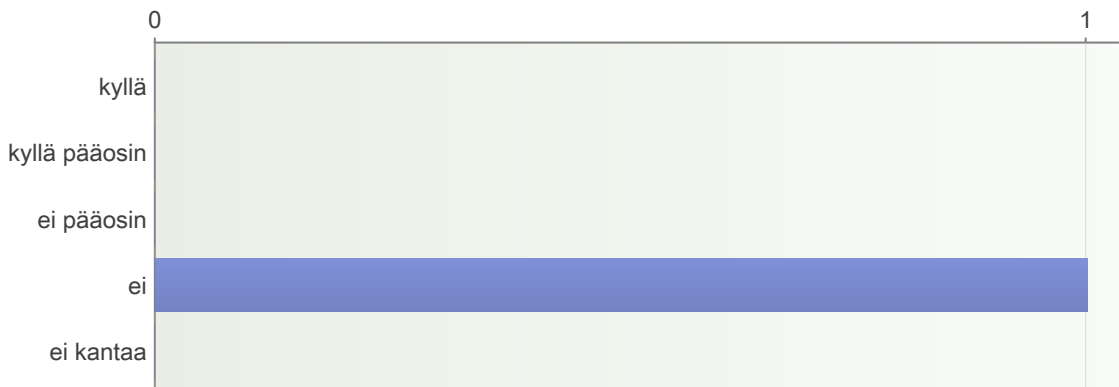 0 1
kyllä
kyllä pääosin
ei pääosin
ei
ei kantaa